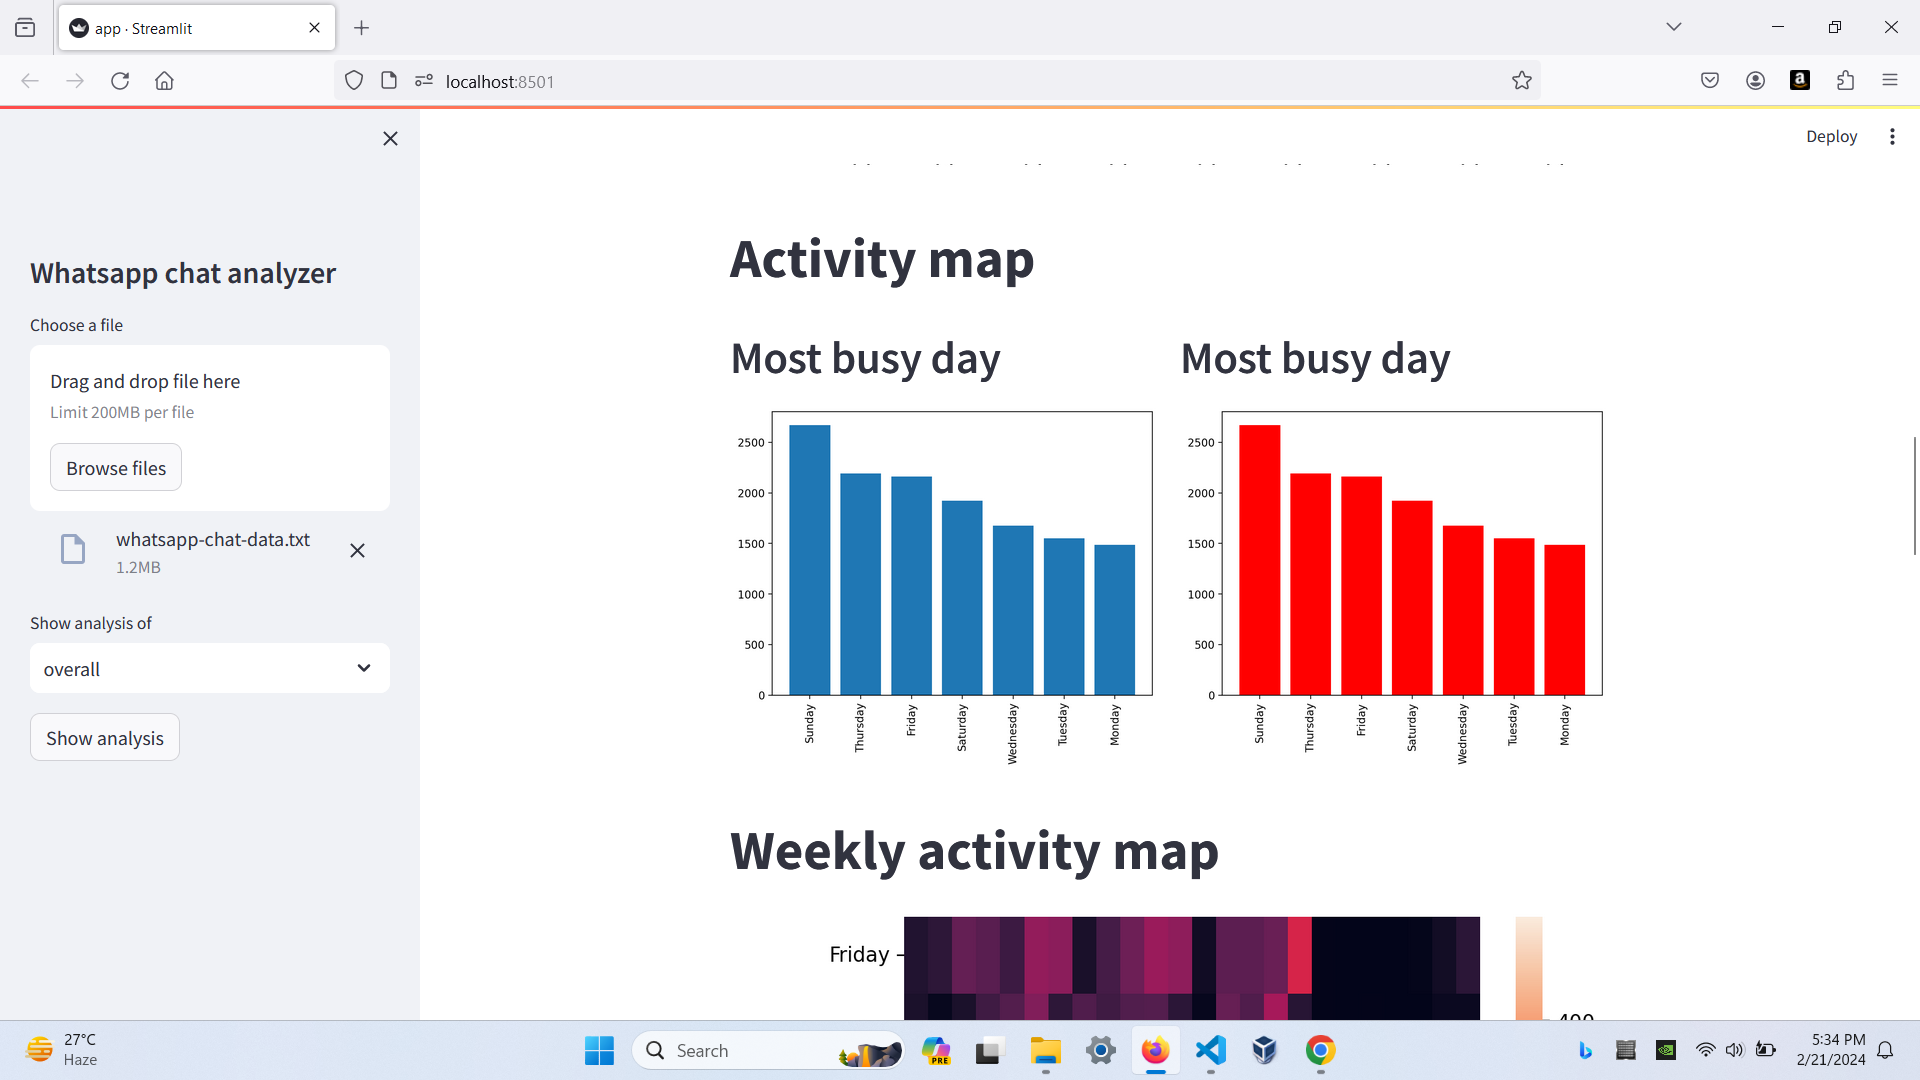 app · Streamlit
localhost:8501
Deploy
Whatsapp chat analyzer
Choose a file
Drag and drop file here
Limit 200MB per file
Browse files
whatsapp-chat-data.txt
1.2MB
Show analysis of
overall
Show analysis
Activity map
Most busy day
2500
2000
1500
1000
500
0
Sunday
Thursday
Friday
Saturday
Wednesday
Tuesday
Monday
Most busy day
2500
2000
1500
1000
500
0
Sunday
Thursday
Friday
Saturday
Wednesday
Tuesday
Monday
Weekly activity map
Friday
400
27°C
Haze
Search
PRE
5:34 PM
2/21/2024